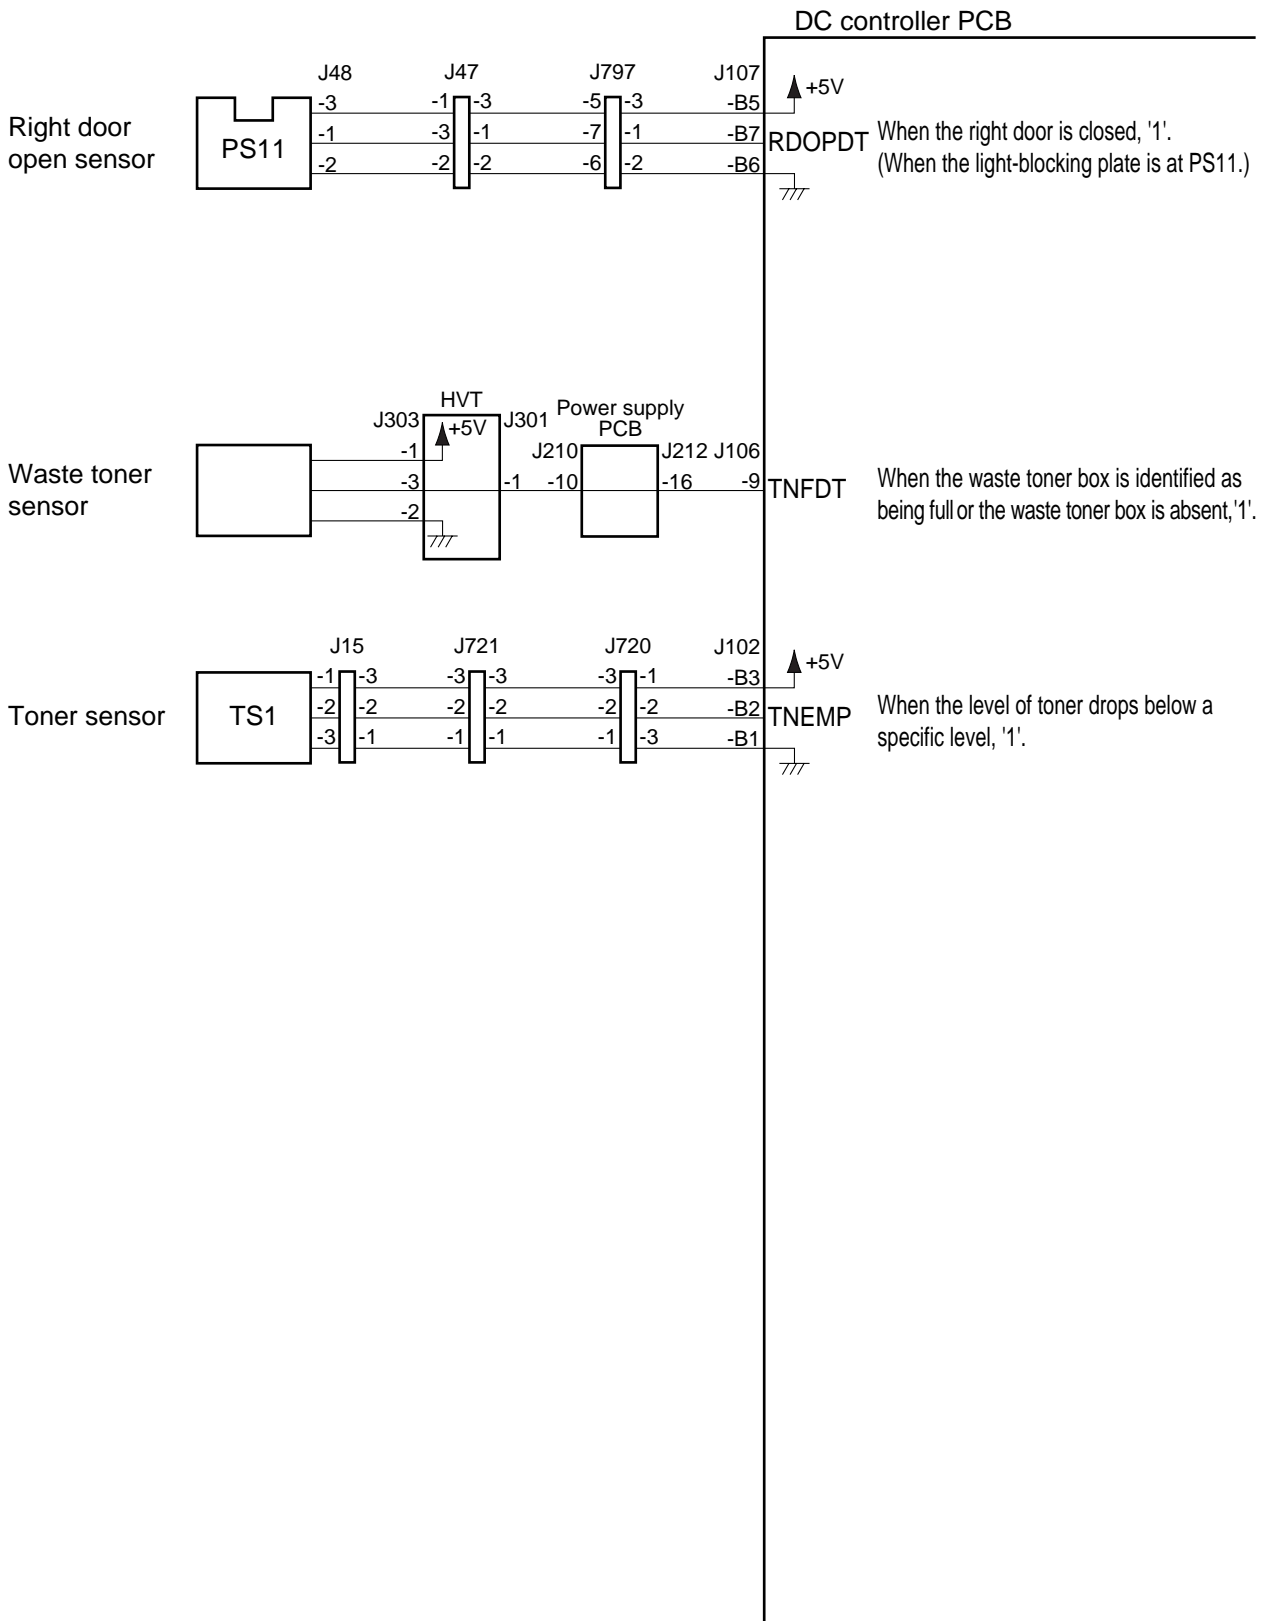 DC controller PCB
J48 J47 J797 J107
-3 -1 -3 -5 -3 -B5 +5V
Right door
open sensor
PS11
-1 -3 -1 -7 -1 -B7 RDOPDT
-2 -2 -2 -6 -2 -B6
When the right door is closed, '1'.
(When the light-blocking plate is at PS11.)
HVT
J303 +5V J301
Power supply
PCB
J210 J212 J106
Waste toner
sensor
-1
-3 -1 -10 -16 -9 TNFDT
-2
When the waste toner box is identified as
being full or the waste toner box is absent,'1'.
J15 J721 J720 J102
-1 -3 -3 -3 -3 -1 -B3 +5V
Toner sensor
TS1
-2 -2 -2 -2 -2 -2 -B2 TNEMP
-3 -1 -1 -1 -1 -3 -B1
When the level of toner drops below a
specific level, '1'.